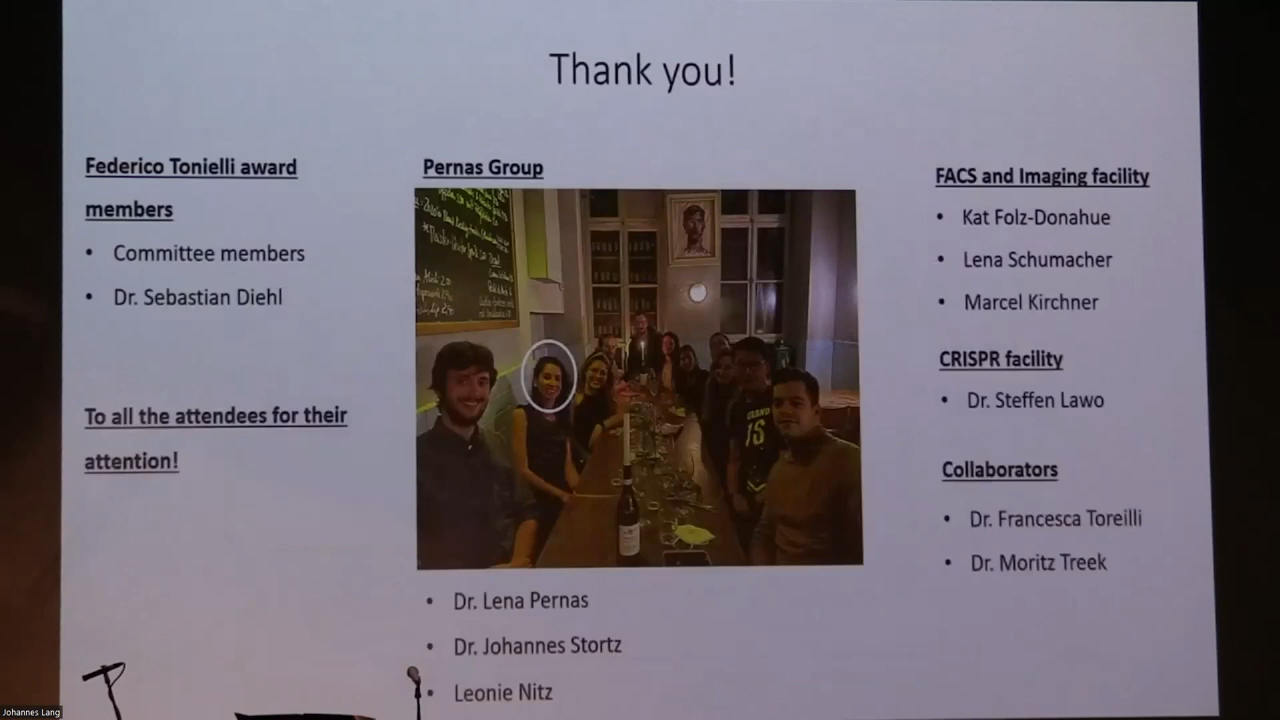 Thank you!
Federico Tonielli award
members
• Committee members
• Dr. Sebastian Diehl
To all the attendees for their
attention!
Pernas Group
GRAND
15
• Dr. Lena Pernas
• Dr. Johannes Stortz
• Leonie Nitz
FACS and Imaging facility
• Kat Folz-Donahue
• Lena Schumacher
• Marcel Kirchner
CRISPR facility
• Dr. Steffen Lawo
Collaborators
• Dr. Francesca Toreilli
• Dr. Moritz Treek
Johannes Lang